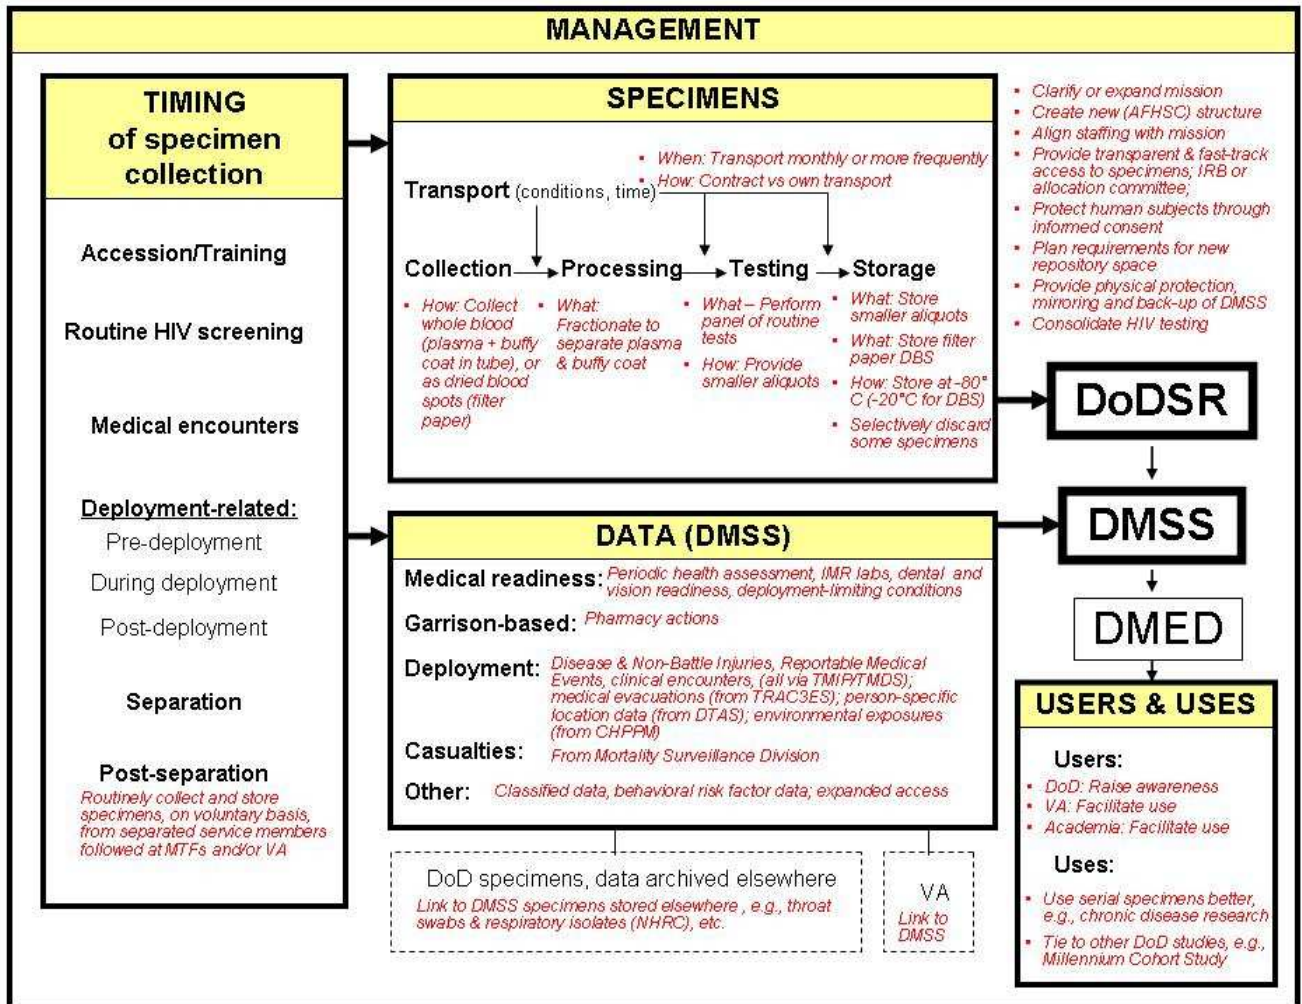 MANAGEMENT
TIMING
of specimen
collection
Accession/Training
Routine HIV screening
Medical encounters
Deployment-related:
Pre-deployment
During deployment
Post-deployment
Separation
Post-separation
Routinely collect and store
specimens, on voluntary basis,
from separated service members
followed at MTFs and/or VA
SPECIMENS
• When: Transport monthly or more frequently
• How: Contract vs own transport
Transport (conditions, time)
Collection
Processing
Testing
Storage
• How: Collect
whole blood
(plasma + buffy
coat in tube), or
as dried blood
spots (filter
paper)
• What:
Fractionate to
separate plasma
& buffy coat
• What – Perform
panel of routine
tests
• How: Provide
smaller aliquots
• What: Store
smaller aliquots
• What: Store filter
paper DBS
• How: Store at -80°
C (-20°C for DBS)
• Selectively discard
some specimens
DATA (DMSS)
Medical readiness: Periodic health assessment, IMR labs, dental and
vision readiness, deployment-limiting conditions
Garrison-based: Pharmacy actions
Deployment: Disease & Non-Battle Injuries, Reportable Medical
Events, clinical encounters, (all via TMIP/TMDS);
medical evacuations (from TRAC3ES); person-specific
location data (from DTAS); environmental exposures
(from CHPPM)
Casualties: From Mortality Surveillance Division
Other: Classified data, behavioral risk factor data; expanded access
DoD specimens, data archived elsewhere
Link to DMSS specimens stored elsewhere , e.g., throat
swabs & respiratory isolates (NHRC), etc.
VA
Link to
DMSS
• Clarify or expand mission
• Create new (AFHSC) structure
• Align staffing with mission
• Provide transparent & fast-track
access to specimens; IRB or
allocation committee;
• Protect human subjects through
informed consent
• Plan requirements for new
repository space
• Provide physical protection,
mirroring and back-up of DMSS
• Consolidate HIV testing
DoDSR
DMSS
DMED
USERS & USES
Users:
• DoD: Raise awareness
• VA: Facilitate use
• Academia: Facilitate use
Uses:
• Use serial specimens better,
e.g., chronic disease research
• Tie to other DoD studies, e.g.,
Millennium Cohort Study